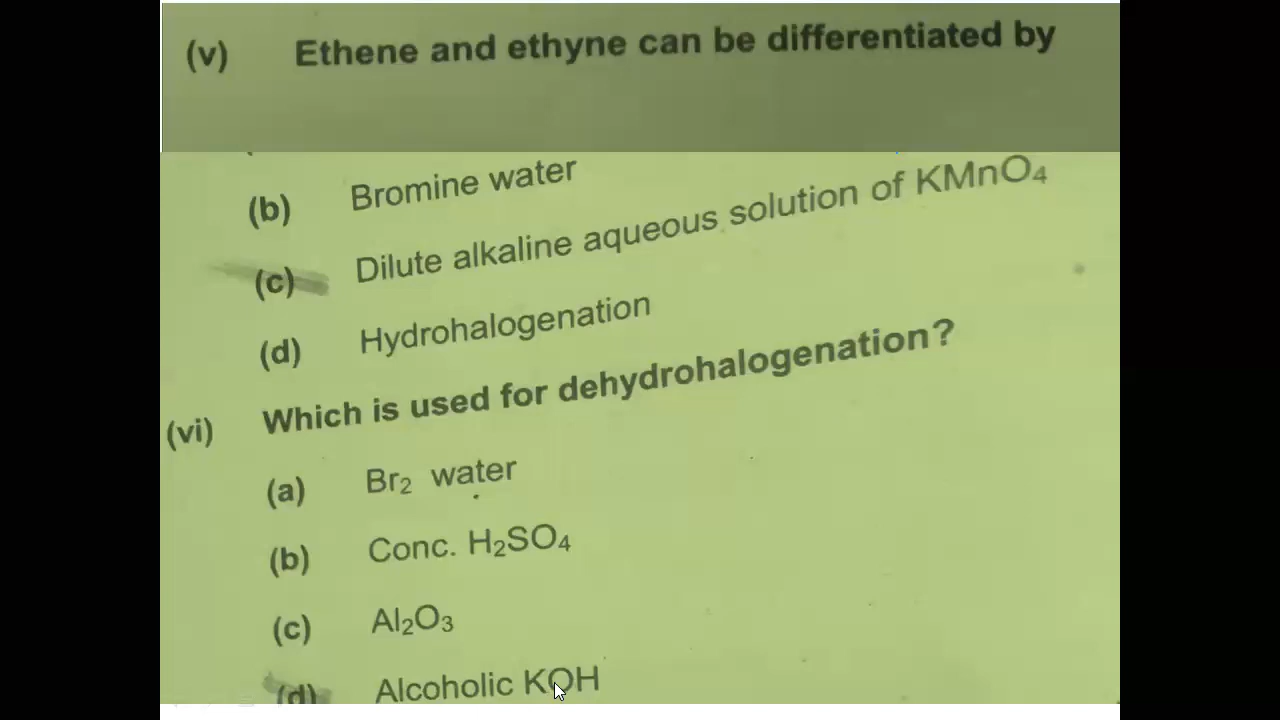 (v) Ethene and ethyne can be differentiated by
(b) Bromine water
(c) Dilute alkaline aqueous solution of KMnO₄
(d) Hydrohalogenation
(vi) Which is used for dehydrohalogenation?
(a) Br₂ water
(b) Conc. H₂SO₄
(c) Al₂O₃
(d) Alcoholic KOH